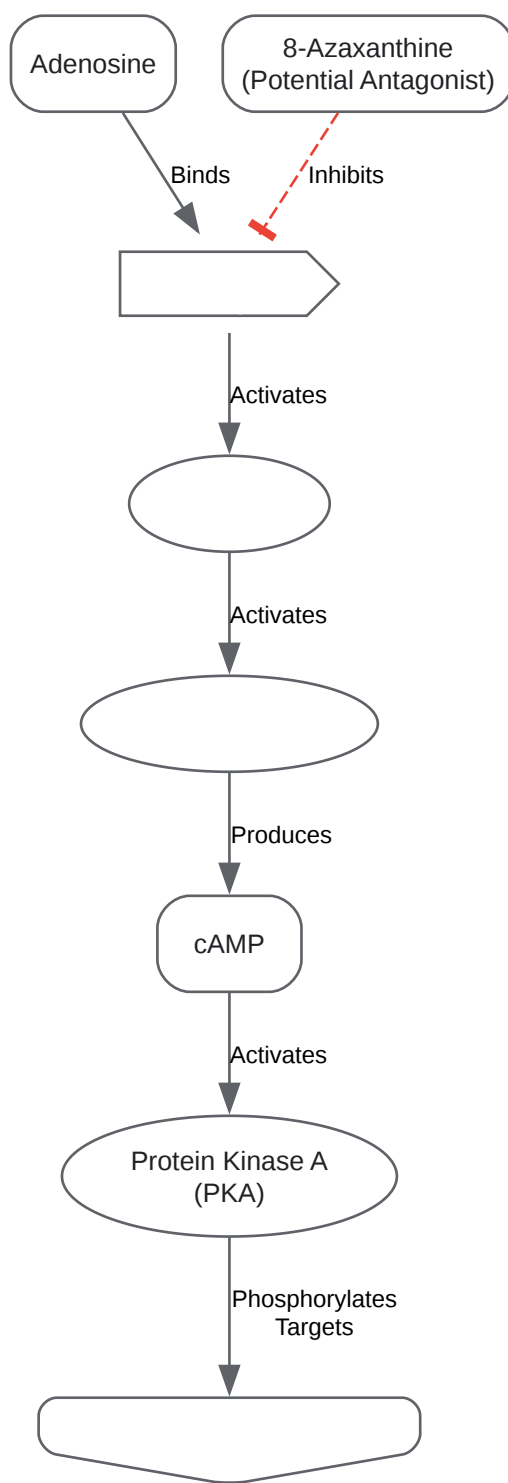 Adenosine
8-Azaxanthine
(Potential Antagonist)
Binds
Inhibits
Activates
Activates
Produces
cAMP
Activates
Protein Kinase A
(PKA)
Phosphorylates
Targets